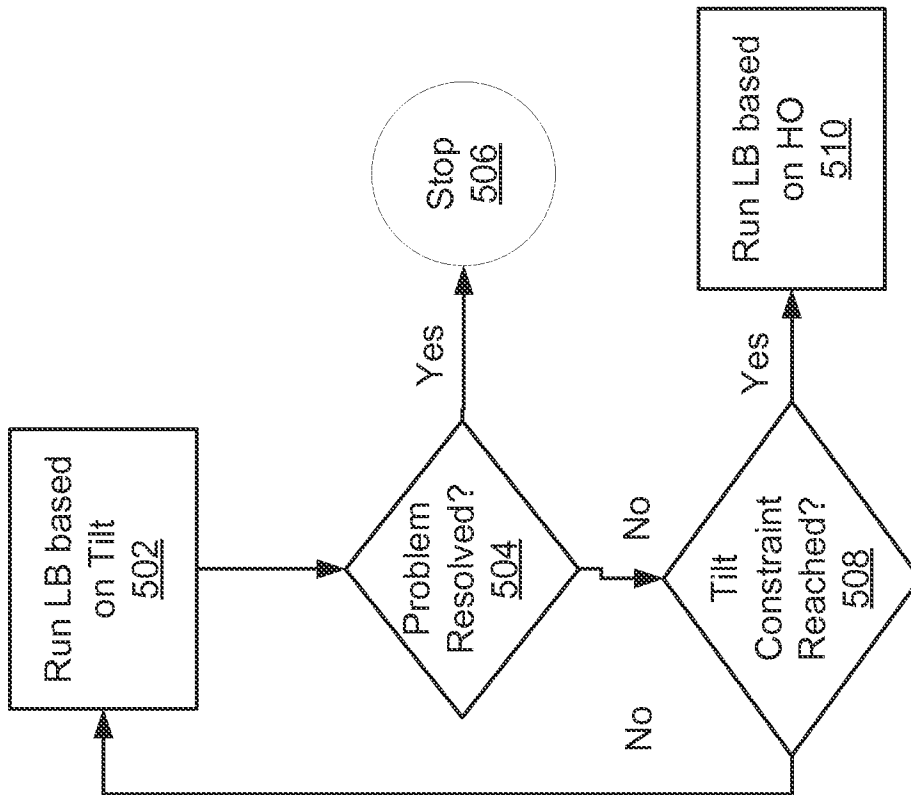 Run LB based
on Tilt
502
Problem
Resolved?
504
Yes
Stop
506
No
Tilt
Constraint
Reached?
508
No
Yes
Run LB based
on HO
510